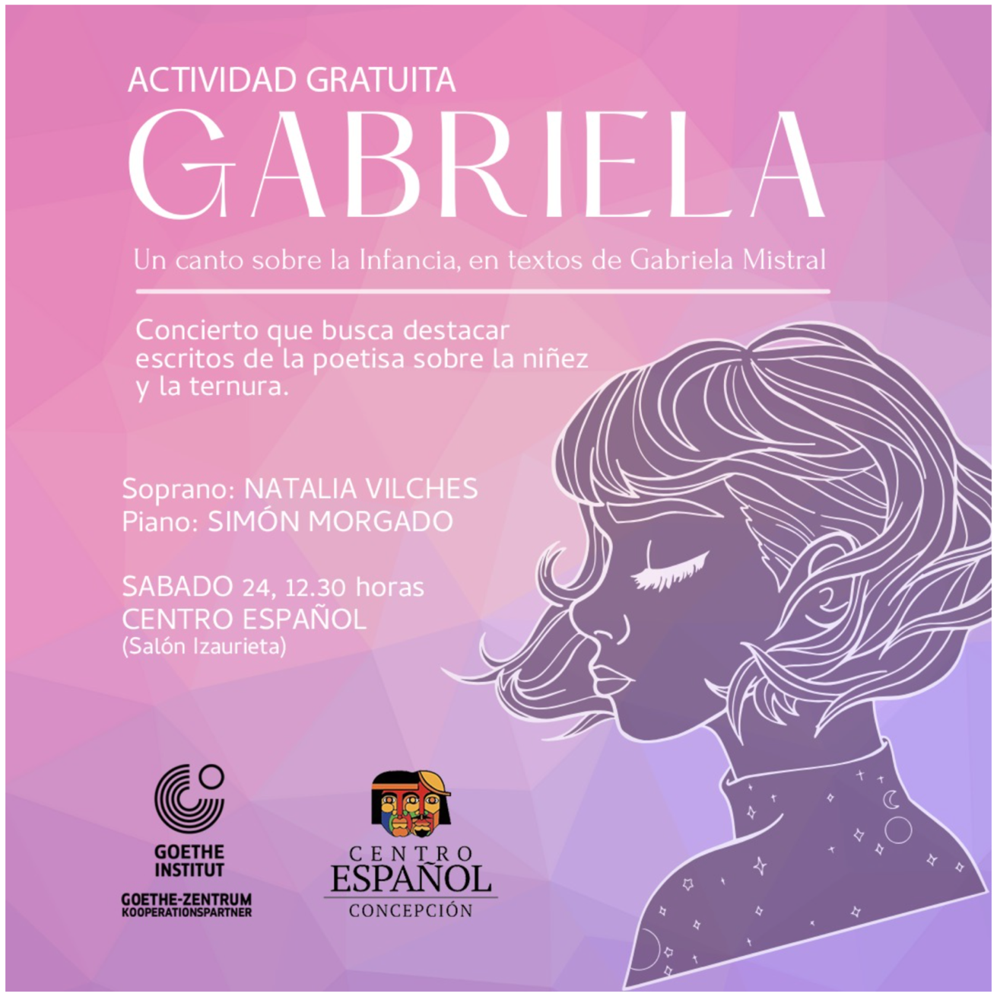 ACTIVIDAD GRATUITA
GABRIELA
Un canto sobre la Infancia, en textos de Gabriela Mistral
Concierto que busca destacar
escritos de la poetisa sobre la niñez
y la ternura.
Soprano: NATALIA VILCHES
Piano: SIMÓN MORGADO
SABADO 24, 12.30 horas
CENTRO ESPAÑOL
(Salón Izaurieta)
GOETHE
INSTITUT
GOETHE-ZENTRUM
KOOPERATIONSPARTNER
CENTRO
ESPAÑOL
CONCEPCIÓN